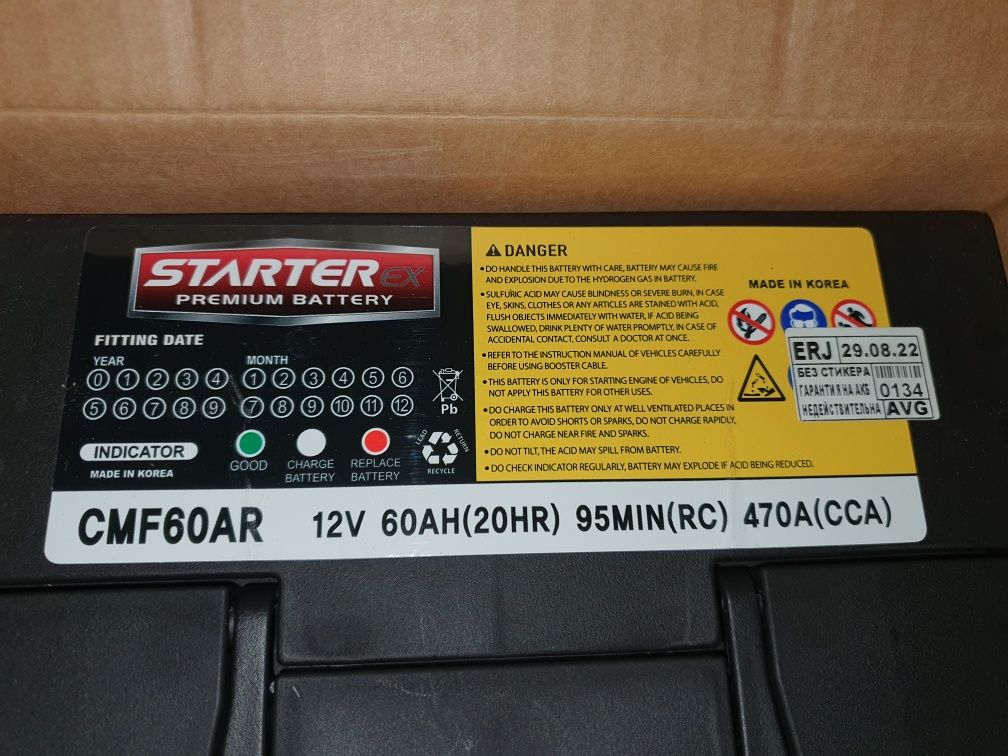 STARTER EX
PREMIUM BATTERY
FITTING DATE
YEAR
0 1 2 3 4
5 6 7 8 9
MONTH
1 2 3 4 5 6
7 8 9 10 11 12
Pb
INDICATOR
MADE IN KOREA
GOOD
CHARGE
BATTERY
REPLACE
BATTERY
LEAD
RETURN
RECYCLE
DANGER
• DO HANDLE THIS BATTERY WITH CARE, BATTERY MAY CAUSE FIRE
AND EXPLOSION DUE TO THE HYDROGEN GAS IN BATTERY.
• SULFURIC ACID MAY CAUSE BLINDNESS OR SEVERE BURN, IN CASE
EYE, SKINS, CLOTHES OR ANY ARTICLES ARE STAINED WITH ACID,
FLUSH OBJECTS IMMEDIATELY WITH WATER, IF ACID BEING
SWALLOWED, DRINK PLENTY OF WATER PROMPTLY, IN CASE OF
ACCIDENTAL CONTACT, CONSULT A DOCTOR AT ONCE.
• REFER TO THE INSTRUCTION MANUAL OF VEHICLES CAREFULLY
BEFORE USING BOOSTER CABLE.
• THIS BATTERY IS ONLY FOR STARTING ENGINE OF VEHICLES, DO
NOT APPLY THIS BATTERY FOR OTHER USES.
• DO CHARGE THIS BATTERY ONLY AT WELL VENTILATED PLACES IN
ORDER TO AVOID SHORTS OR SPARKS, DO NOT CHARGE RAPIDLY,
DO NOT CHARGE NEAR FIRE AND SPARKS.
• DO NOT TILT, THE ACID MAY SPILL FROM BATTERY.
• DO CHECK INDICATOR REGULARLY, BATTERY MAY EXPLODE IF ACID BEING REDUCED.
MADE IN KOREA
ERJ 29.08.22
БЕЗ СТИКЕРА
ГАРАНТИЯ НА АКБ 0134
НЕДЕЙСТВИТЕЛЬНА AVG
CMF60AR 12V 60AH(20HR) 95MIN(RC) 470A(CCA)